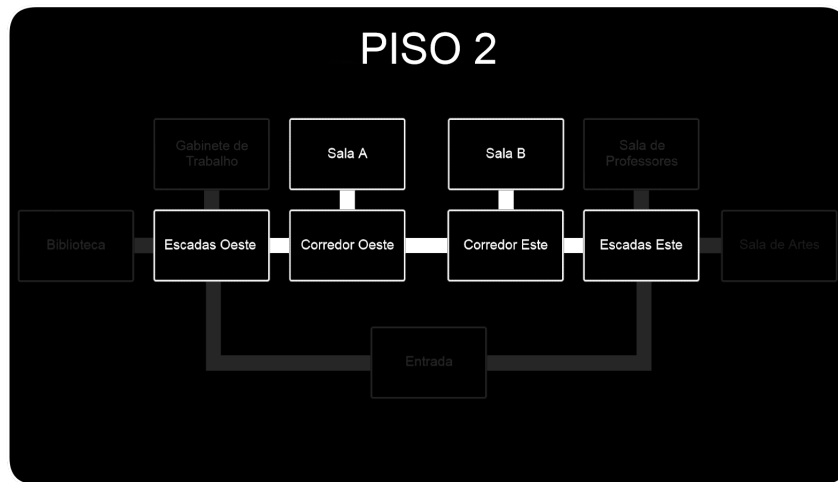 PISO 2
Gabinete de
Trabalho
Sala A
Sala B
Sala de
Professores
Biblioteca
Escadas Oeste
Corredor Oeste
Corredor Este
Escadas Este
Sala de Artes
Entrada